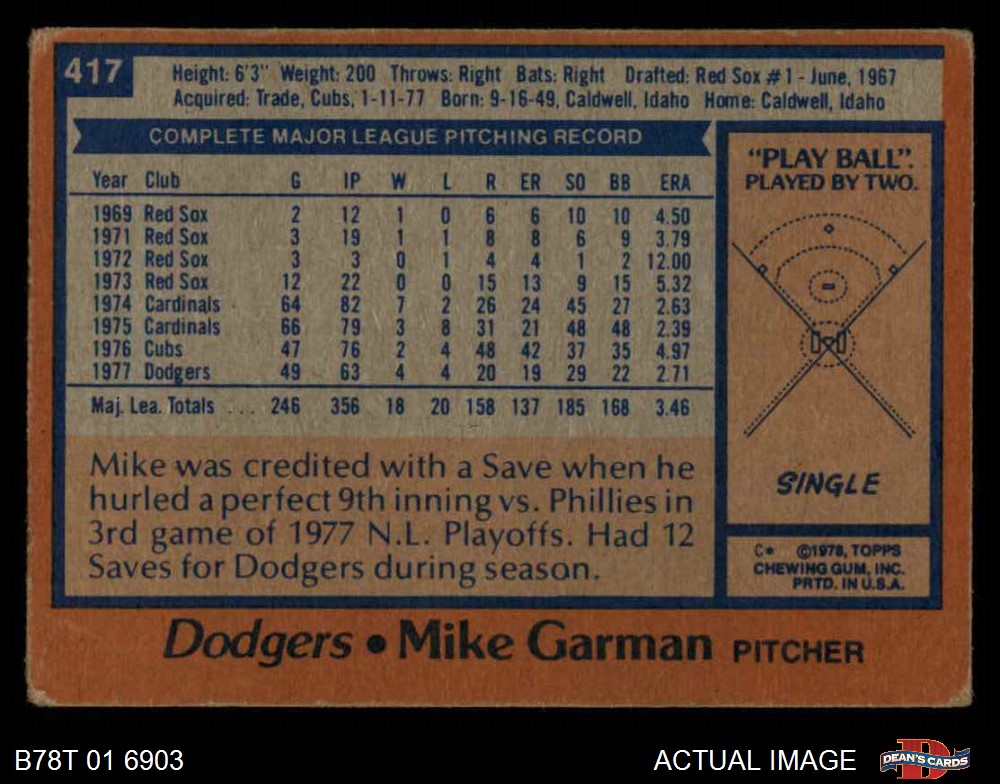 417
Height: 6'3" Weight: 200 Throws: Right Bats: Right Drafted: Red Sox #1 - June, 1967
Acquired: Trade, Cubs, 1-11-77 Born: 9-16-49, Caldwell, Idaho Home: Caldwell, Idaho
COMPLETE MAJOR LEAGUE PITCHING RECORD
Year Club G IP W L R ER SO BB ERA
1969 Red Sox 2 12 1 0 6 6 10 10 4.50
1971 Red Sox 3 19 1 1 8 8 6 9 3.79
1972 Red Sox 3 3 0 1 4 4 1 2 12.00
1973 Red Sox 12 22 0 0 15 13 9 15 5.32
1974 Cardinals 64 82 7 2 26 24 45 27 2.63
1975 Cardinals 66 79 3 8 31 21 48 48 2.39
1976 Cubs 47 76 2 4 48 42 37 35 4.97
1977 Dodgers 49 63 4 4 20 19 29 22 2.71
Maj. Lea. Totals ... 246 356 18 20 158 137 185 168 3.46
Mike was credited with a Save when he
hurled a perfect 9th inning vs. Phillies in
3rd game of 1977 N.L. Playoffs. Had 12
Saves for Dodgers during season.
"PLAY BALL".
PLAYED BY TWO.
SINGLE
C* ©1978, TOPPS
CHEWING GUM, INC.
PRTD. IN U.S.A.
Dodgers • Mike Garman PITCHER
B78T 01 6903
ACTUAL IMAGE
D
DEAN'S CARDS